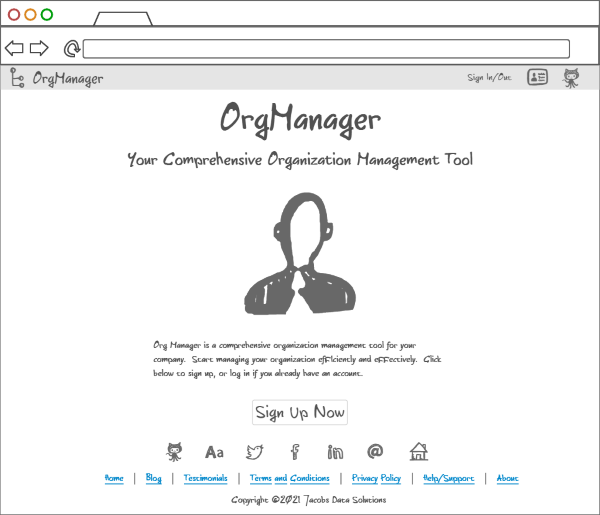 OrgManager
Sign In/Out
OrgManager
Your Comprehensive Organization Management Tool
Org Manager is a comprehensive organization management tool for your
company. Start managing your organization efficiently and effectively. Click
below to sign up, or log in if you already have an account.
Sign Up Now
Aa
Home | Blog | Testimonials | Terms and Conditions | Privacy Policy | Help/Support | About
Copyright ©2021 Jacobs Data Solutions